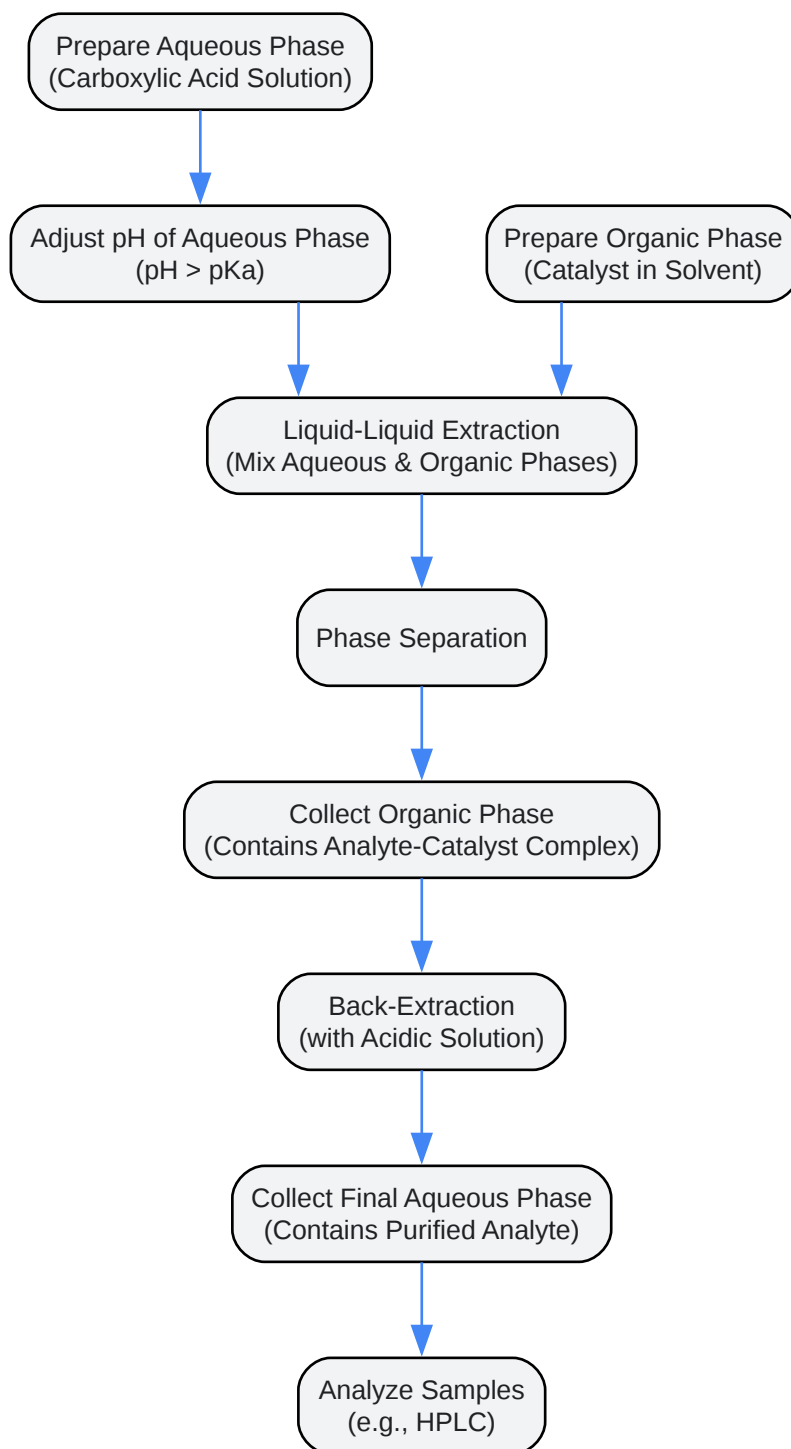 Prepare Aqueous Phase
(Carboxylic Acid Solution)
Adjust pH of Aqueous Phase
(pH > pKa)
Prepare Organic Phase
(Catalyst in Solvent)
Liquid-Liquid Extraction
(Mix Aqueous & Organic Phases)
Phase Separation
Collect Organic Phase
(Contains Analyte-Catalyst Complex)
Back-Extraction
(with Acidic Solution)
Collect Final Aqueous Phase
(Contains Purified Analyte)
Analyze Samples
(e.g., HPLC)